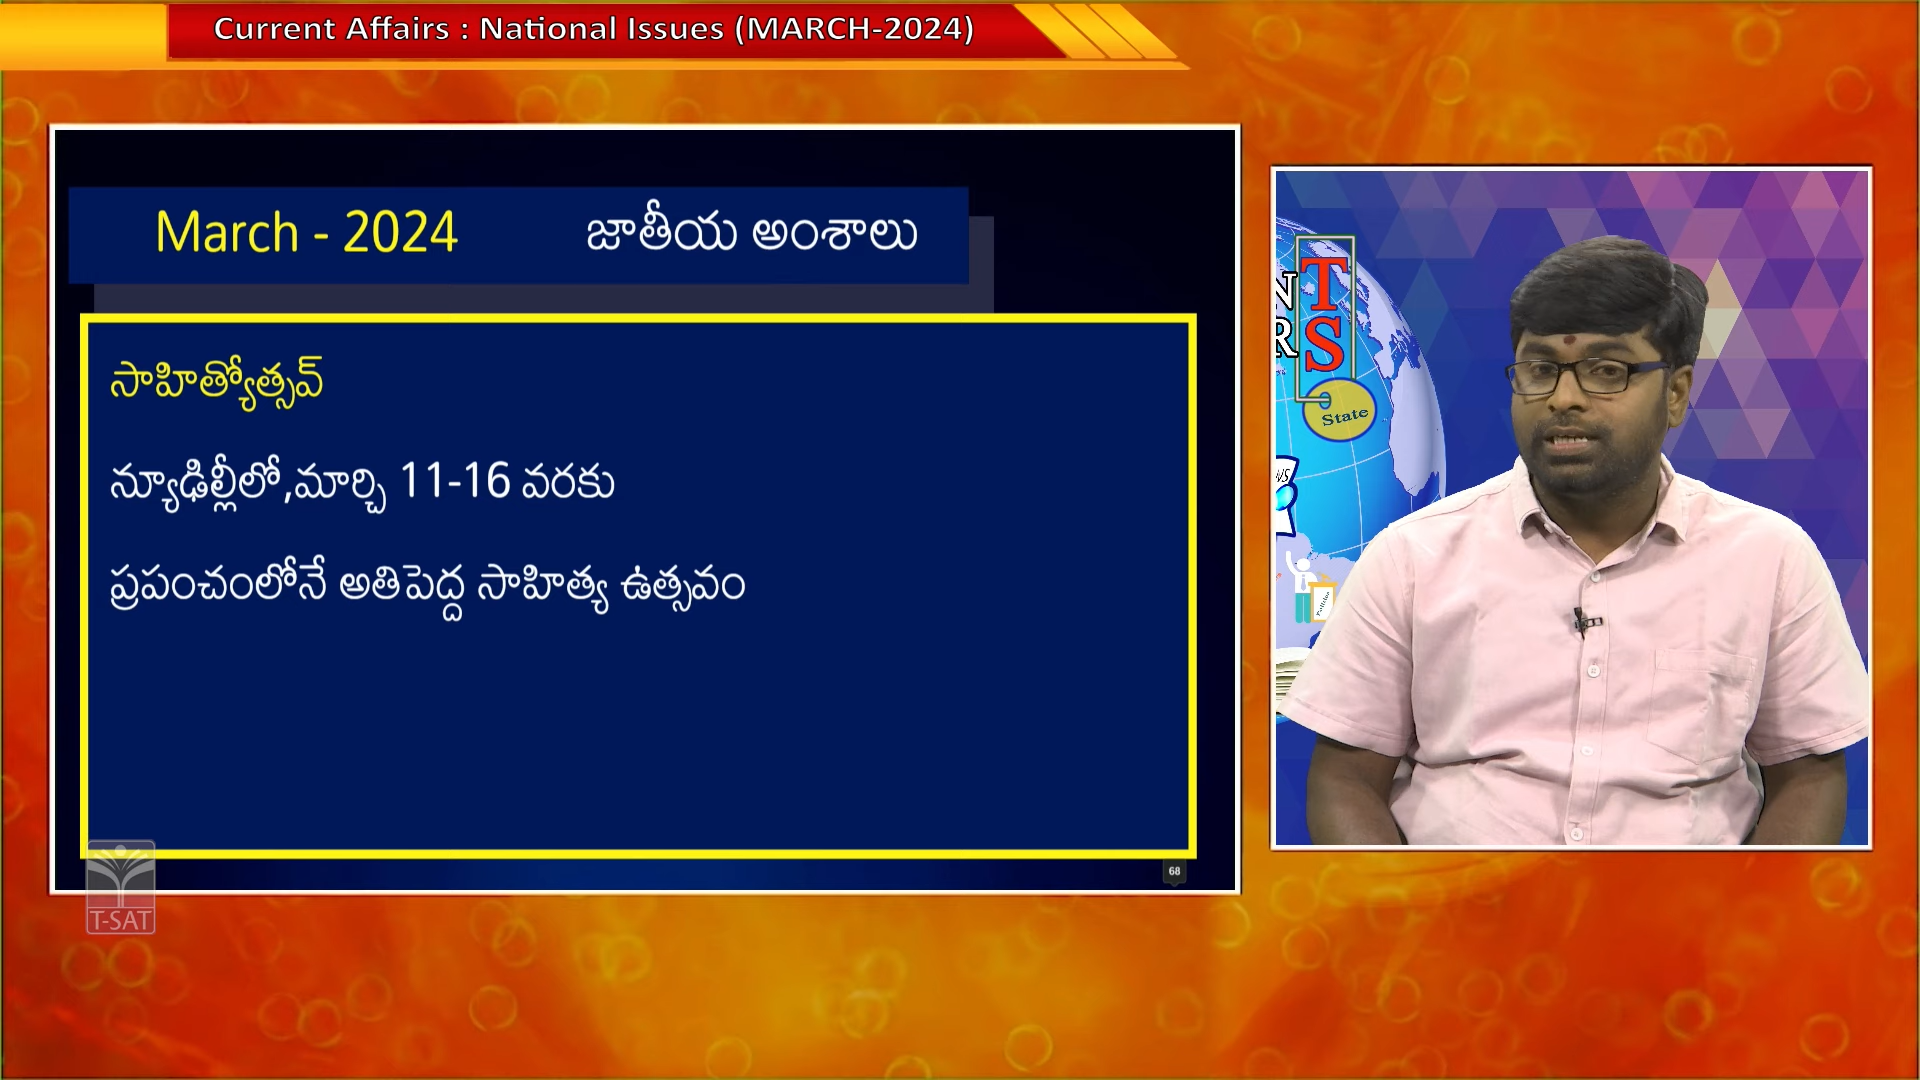 Current Affairs : National Issues (MARCH-2024)
March - 2024 జాతీయ అంశాలు
సాహిత్యోత్సవ్
న్యూఢిల్లీలో,మార్చి 11-16 వరకు
ప్రపంచంలోనే అతిపెద్ద సాహిత్య ఉత్సవం
68
T-SAT
N
R
TS
State